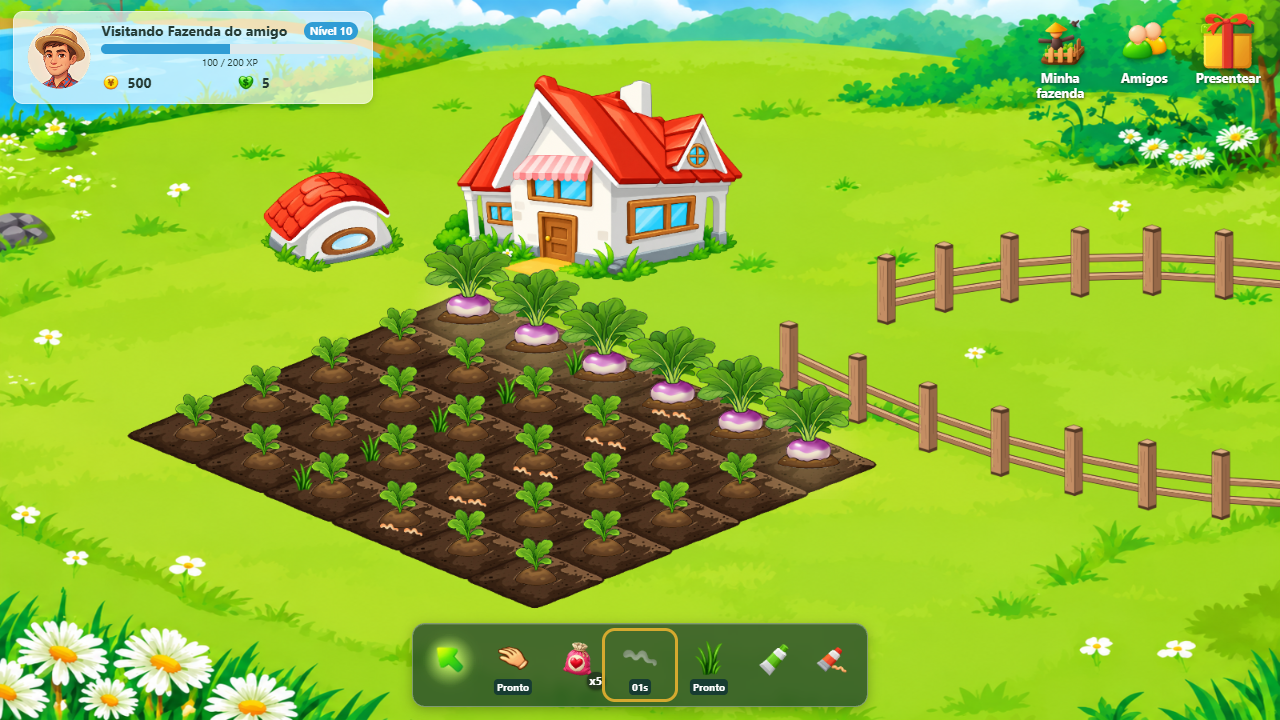 Visitando Fazenda do amigo
Nível 10
100 / 200 XP
500
5
Minha
fazenda
Amigos
Presentear
Pronto
x5
01s
Pronto